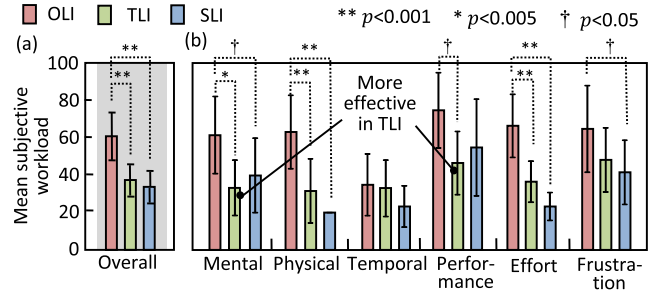 OLI TLI SLI ** p<0.001 * p<0.005 † p<0.05
(a) (b)
Mean subjective
workload
100
80
60
40
20
0
**
**
Overall
0
† *
** **
†
** **
†
More
effective
in TLI
Mental Physical Temporal Perfor-
mance Effort Frustra-
tion